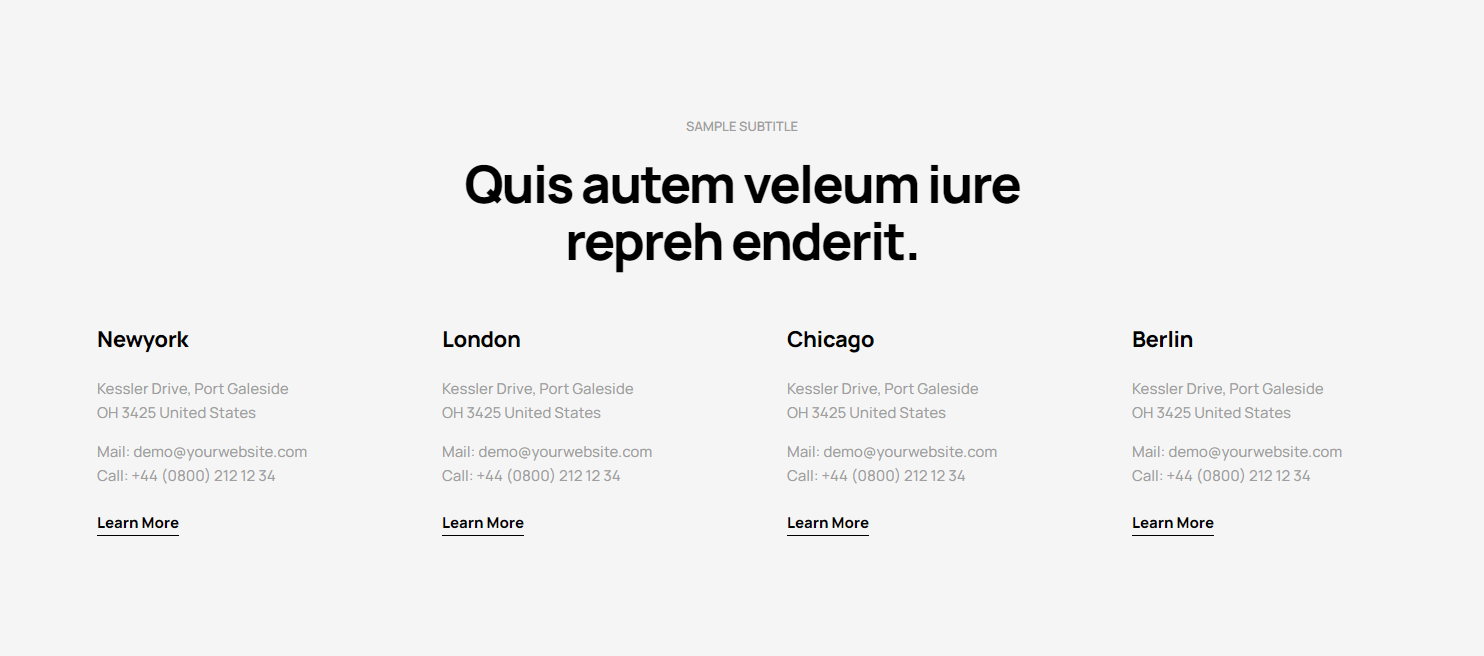 SAMPLE SUBTITLE
Quis autem veleum iure
repreh enderit.
Newyork
Kessler Drive, Port Galeside
OH 3425 United States
Mail: demo@yourwebsite.com
Call: +44 (0800) 212 12 34
Learn More
London
Kessler Drive, Port Galeside
OH 3425 United States
Mail: demo@yourwebsite.com
Call: +44 (0800) 212 12 34
Learn More
Chicago
Kessler Drive, Port Galeside
OH 3425 United States
Mail: demo@yourwebsite.com
Call: +44 (0800) 212 12 34
Learn More
Berlin
Kessler Drive, Port Galeside
OH 3425 United States
Mail: demo@yourwebsite.com
Call: +44 (0800) 212 12 34
Learn More